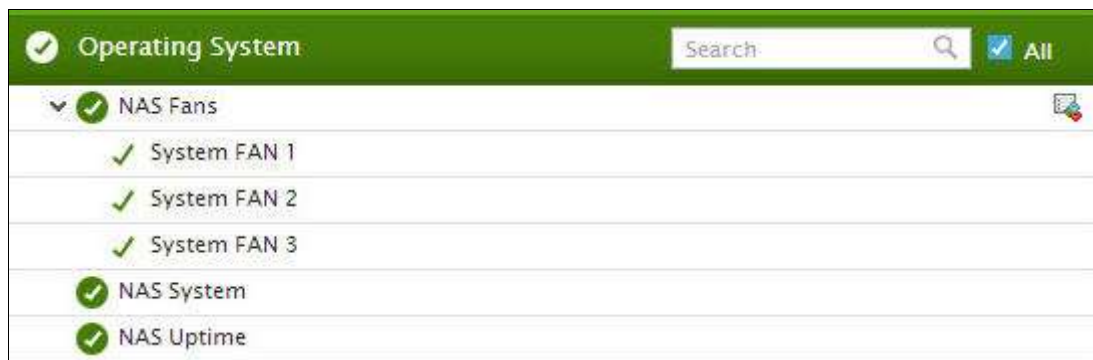 Operating System
Search
All
NAS Fans
System FAN 1
System FAN 2
System FAN 3
NAS System
NAS Uptime